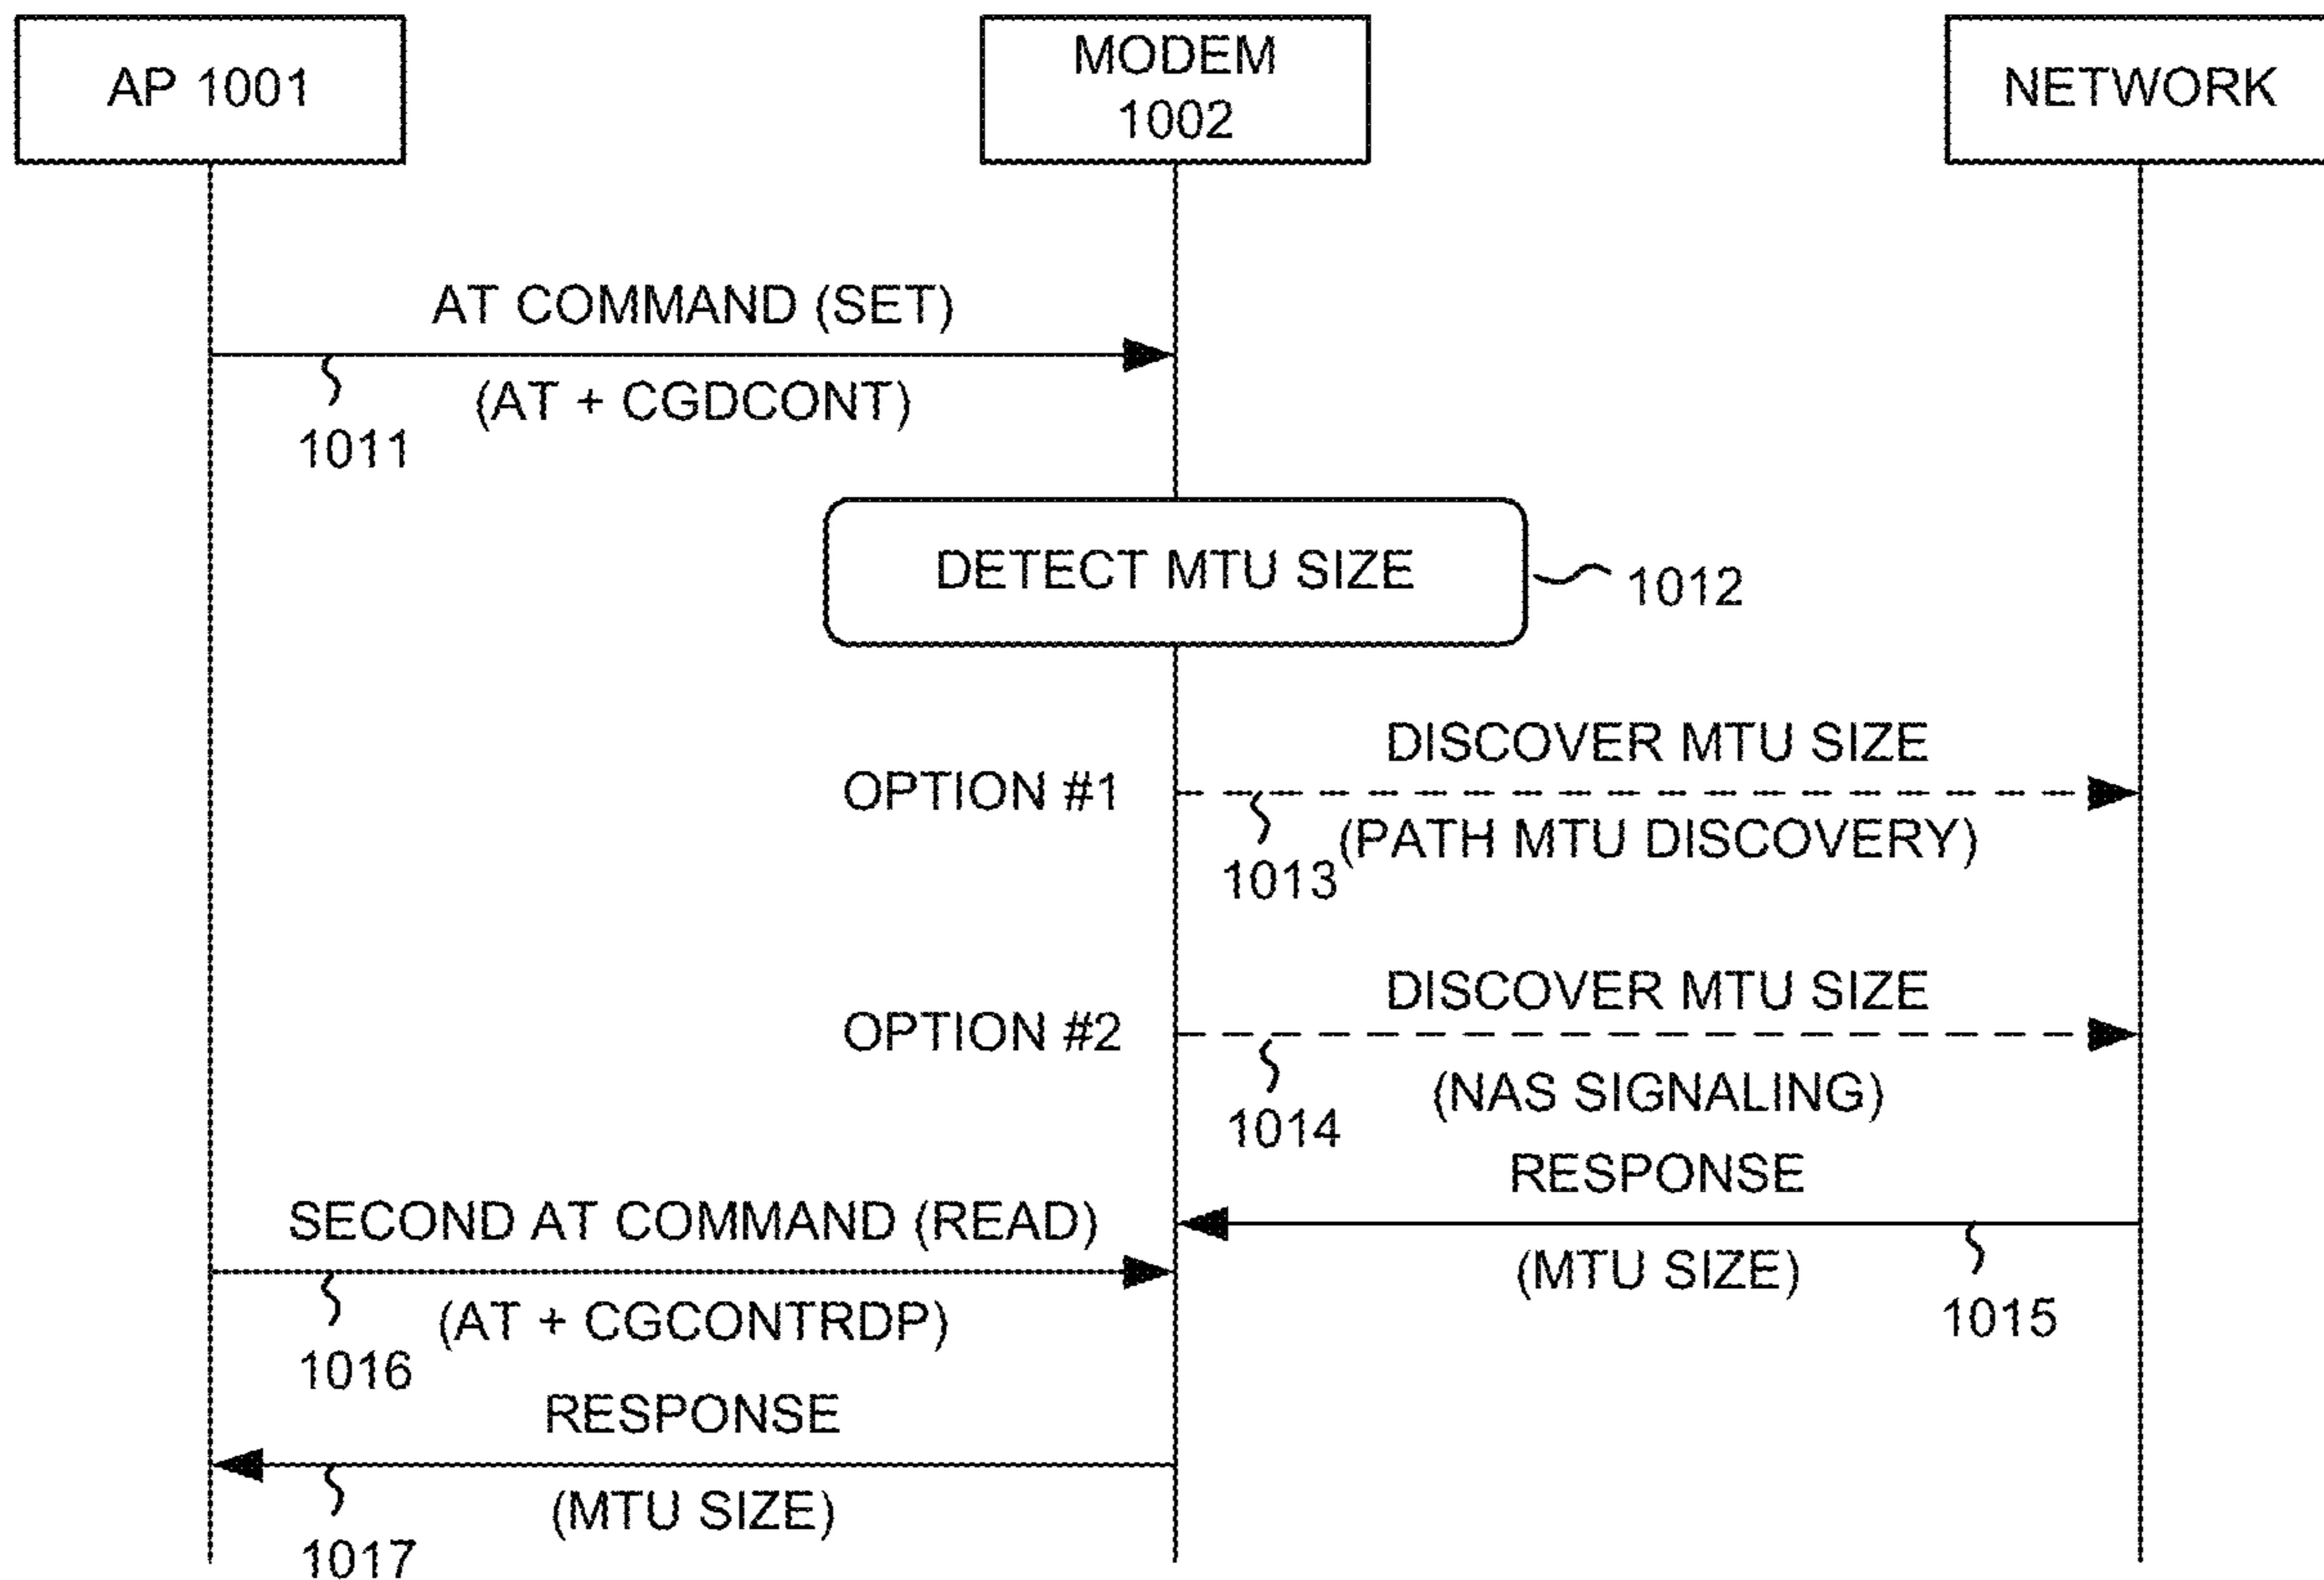 AP 1001
MODEM
1002
NETWORK
AT COMMAND (SET)
(AT + CGDCONT)
1011
DETECT MTU SIZE
1012
DISCOVER MTU SIZE
OPTION #1
(PATH MTU DISCOVERY)
1013
DISCOVER MTU SIZE
OPTION #2
(NAS SIGNALING)
1014
RESPONSE
(MTU SIZE)
1015
SECOND AT COMMAND (READ)
(AT + CGCONTRDP)
1016
RESPONSE
(MTU SIZE)
1017